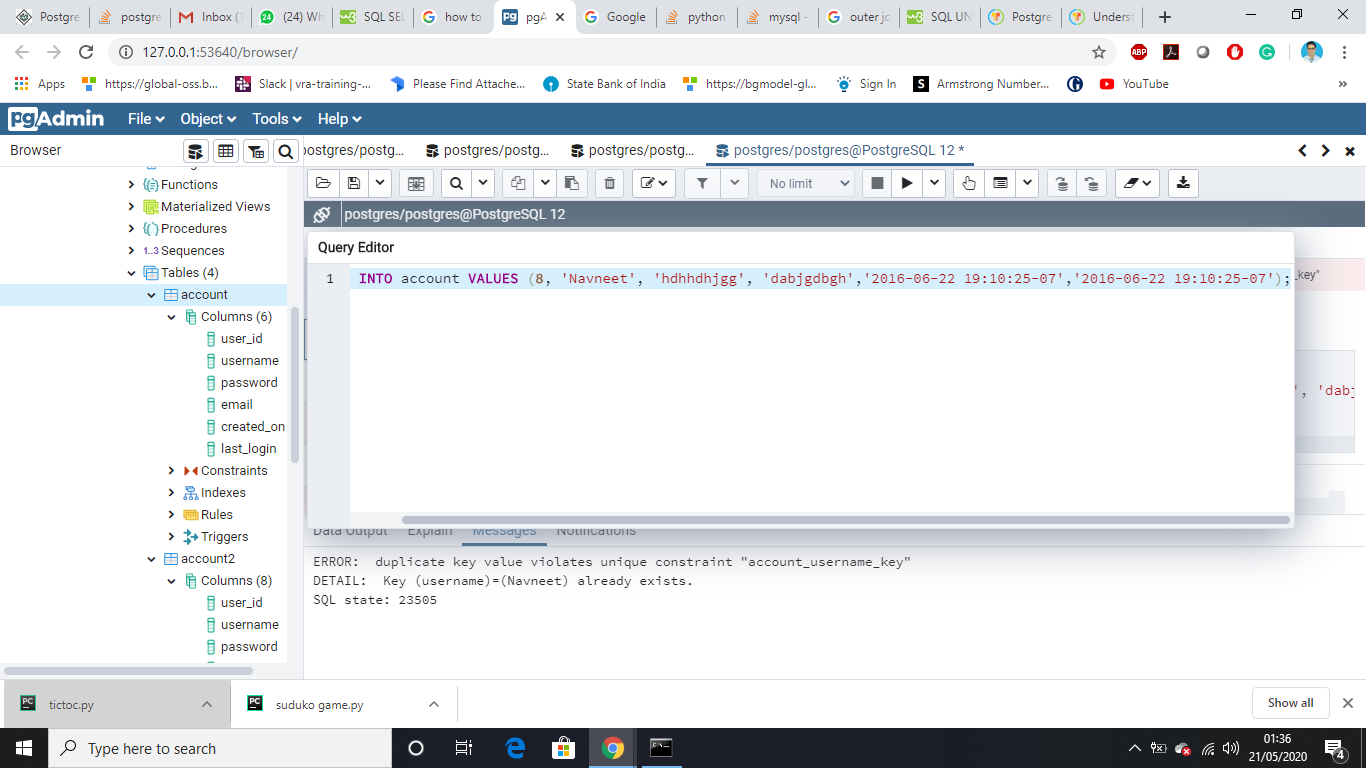 Postgre
postgre
Inbox (1
(24) Wh
SQL SEL
how to
pgA
Google
python
mysql -
outer jo
SQL UN
Postgre
Underst
127.0.0.1:53640/browser/
ABP
Apps
https://global-oss.b...
Slack | vra-training-...
Please Find Attache...
State Bank of India
https://bgmodel-gl...
Sign In
Armstrong Number...
YouTube
pgAdmin
File
Object
Tools
Help
Browser
postgres/postg...
postgres/postg...
postgres/postg...
postgres/postgres@PostgreSQL 12 *
Functions
Materialized Views
Procedures
1..3 Sequences
Tables (4)
account
Columns (6)
user_id
username
password
email
created_on
last_login
Constraints
Indexes
Rules
Triggers
account2
Columns (8)
user_id
username
password
No limit
postgres/postgres@PostgreSQL 12
Query Editor
1 INTO account VALUES (8, 'Navneet', 'hdhhdhjgg', 'dabjgdbgh','2016-06-22 19:10:25-07','2016-06-22 19:10:25-07');
_key"
', 'dabj
Data Output
Explain
Messages
Notifications
ERROR:  duplicate key value violates unique constraint "account_username_key"
DETAIL:  Key (username)=(Navneet) already exists.
SQL state: 23505
tictoc.py
suduko game.py
Show all
Type here to search
01:36
21/05/2020
4